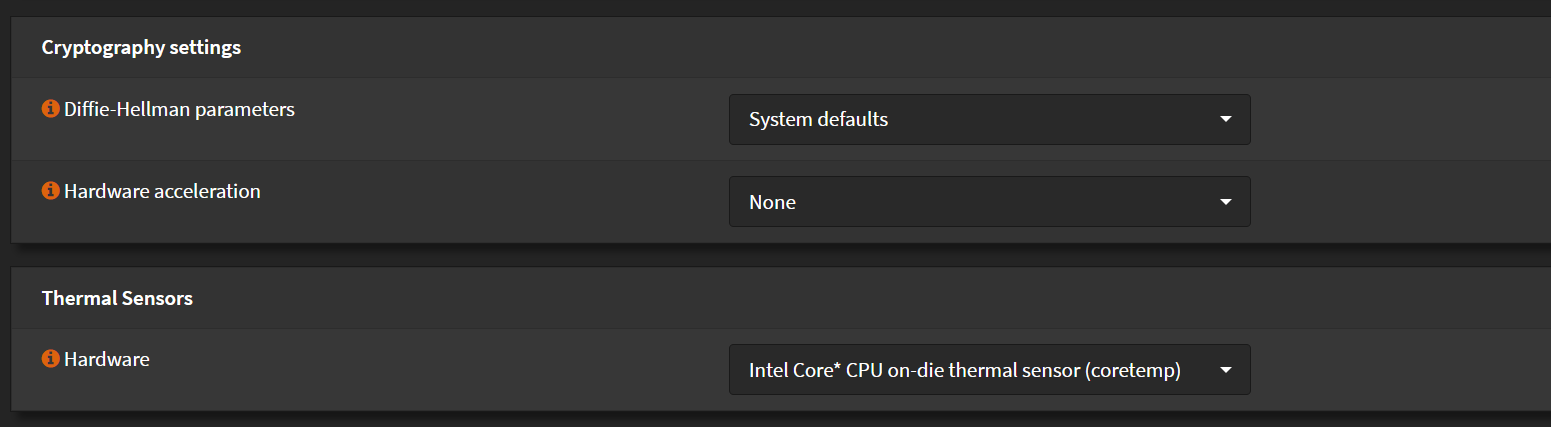 Cryptography settings
Diffie-Hellman parameters
System defaults
Hardware acceleration
None
Thermal Sensors
Hardware
Intel Core* CPU on-die thermal sensor (coretemp)